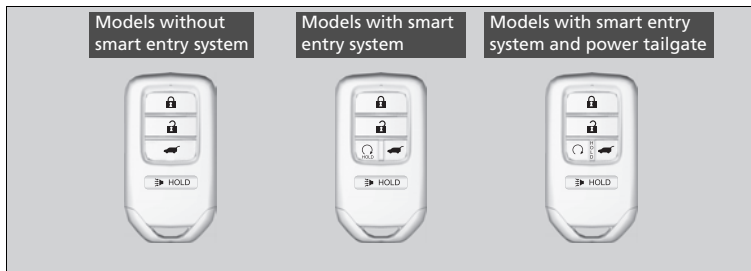 Models without
smart entry system
Models with smart
entry system
Models with smart entry
system and power tailgate
HOLD
HOLD
HOLD
HOLD
HOLD